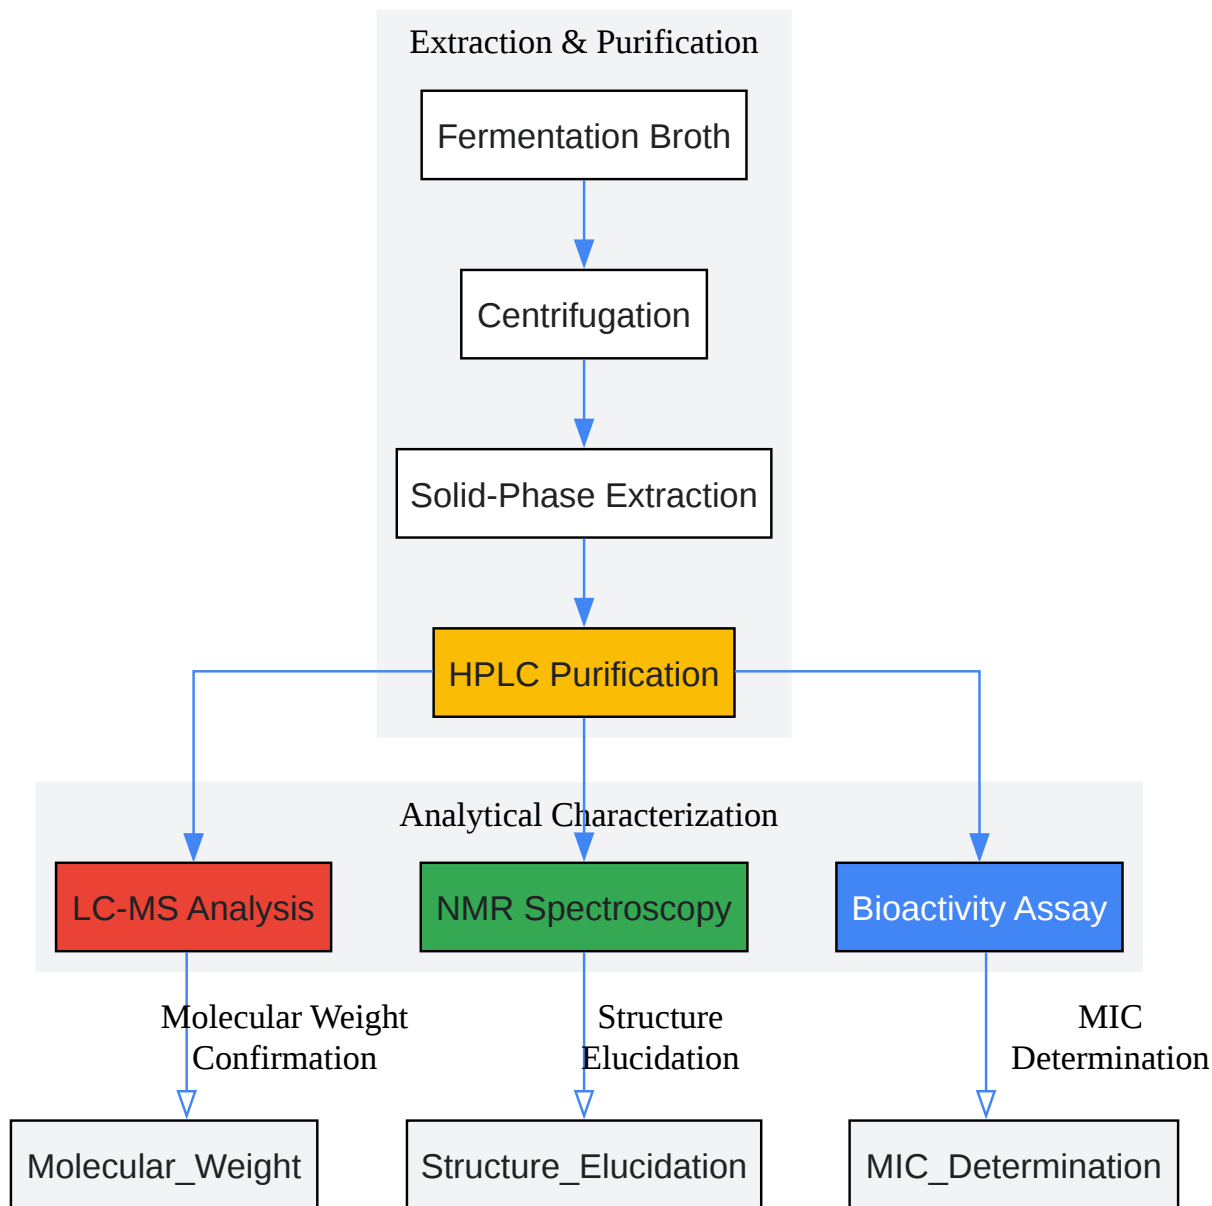 Extraction & Purification
Fermentation Broth
Centrifugation
Solid-Phase Extraction
HPLC Purification
Analytical Characterization
LC-MS Analysis
NMR Spectroscopy
Bioactivity Assay
Molecular Weight
Confirmation
Structure
Elucidation
MIC
Determination
Molecular_Weight
Structure_Elucidation
MIC_Determination